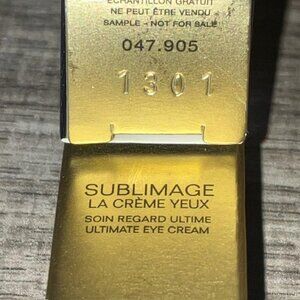 ÉCHANTILLON GRATUIT
NE PEUT ÊTRE VENDU
SAMPLE - NOT FOR SALE
047.905
1301
SUBLIMAGE
LA CRÈME YEUX
SOIN REGARD ULTIME
ULTIMATE EYE CREAM